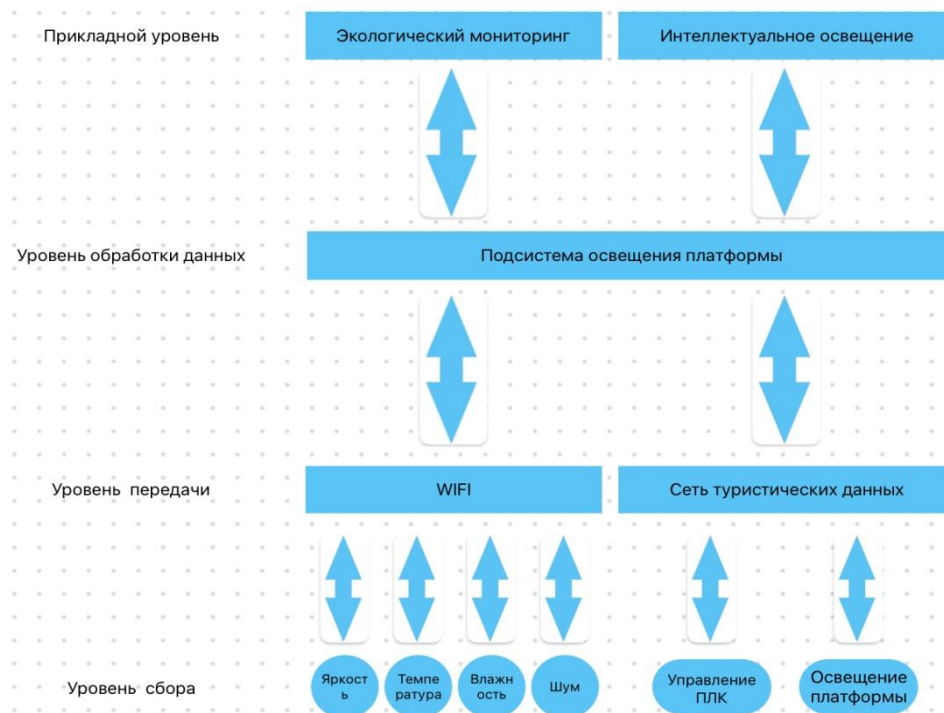 Прикладной уровень
Экологический мониторинг
Интеллектуальное освещение
Уровень обработки данных
Подсистема освещения платформы
Уровень передачи
WIFI
Сеть туристических данных
Уровень сбора
Яркост
ь
Темпе
ратура
Влажн
ость
Шум
Управление
ПЛК
Освещение
платформы